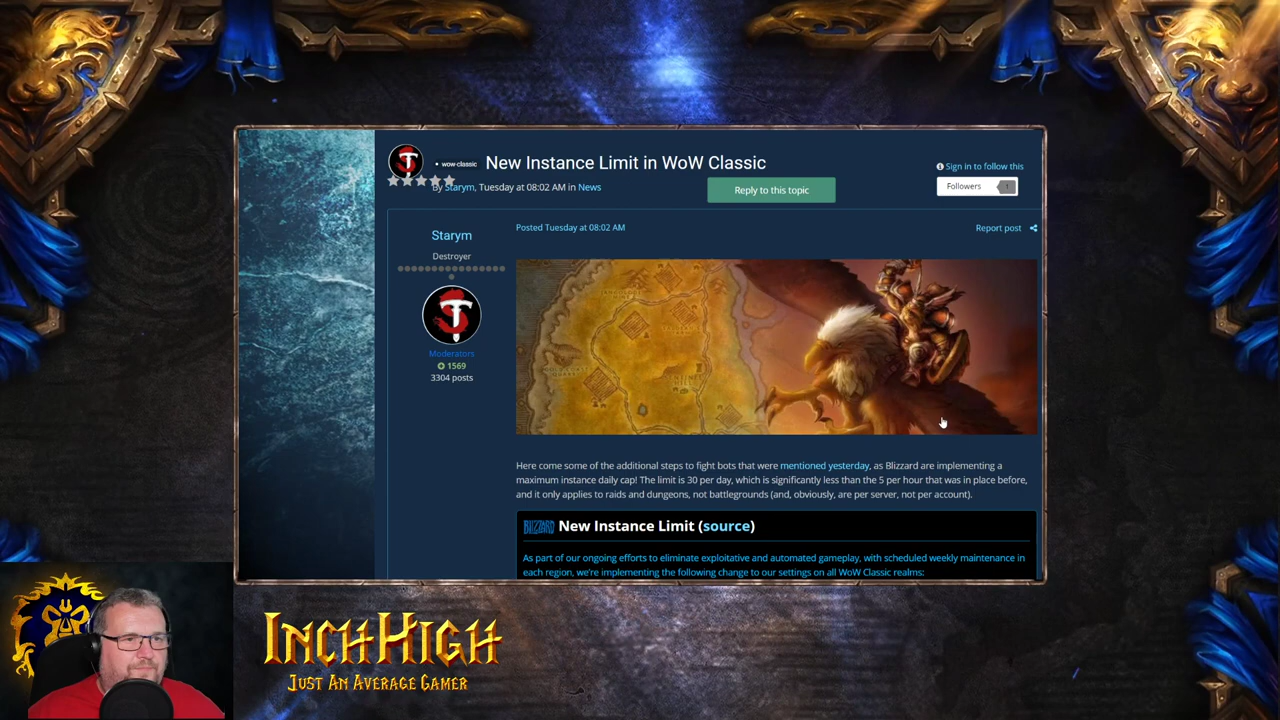 wow-classic
New Instance Limit in WoW Classic
By Starym, Tuesday at 08:02 AM in News
Reply to this topic
Sign in to follow this
Followers 1
Starym
Destroyer
Moderators
1569
3304 posts
Posted Tuesday at 08:02 AM
Report post
Here come some of the additional steps to fight bots that were mentioned yesterday, as Blizzard are implementing a
maximum instance daily cap! The limit is 30 per day, which is significantly less than the 5 per hour that was in place before,
and it only applies to raids and dungeons, not battlegrounds (and, obviously, are per server, not per account).
BLIZZARD New Instance Limit (source)
As part of our ongoing efforts to eliminate exploitative and automated gameplay, with scheduled weekly maintenance in
each region, we're implementing the following change to our settings on all WoW Classic realms:
INCHHIGH
JUST AN AVERAGE GAMER